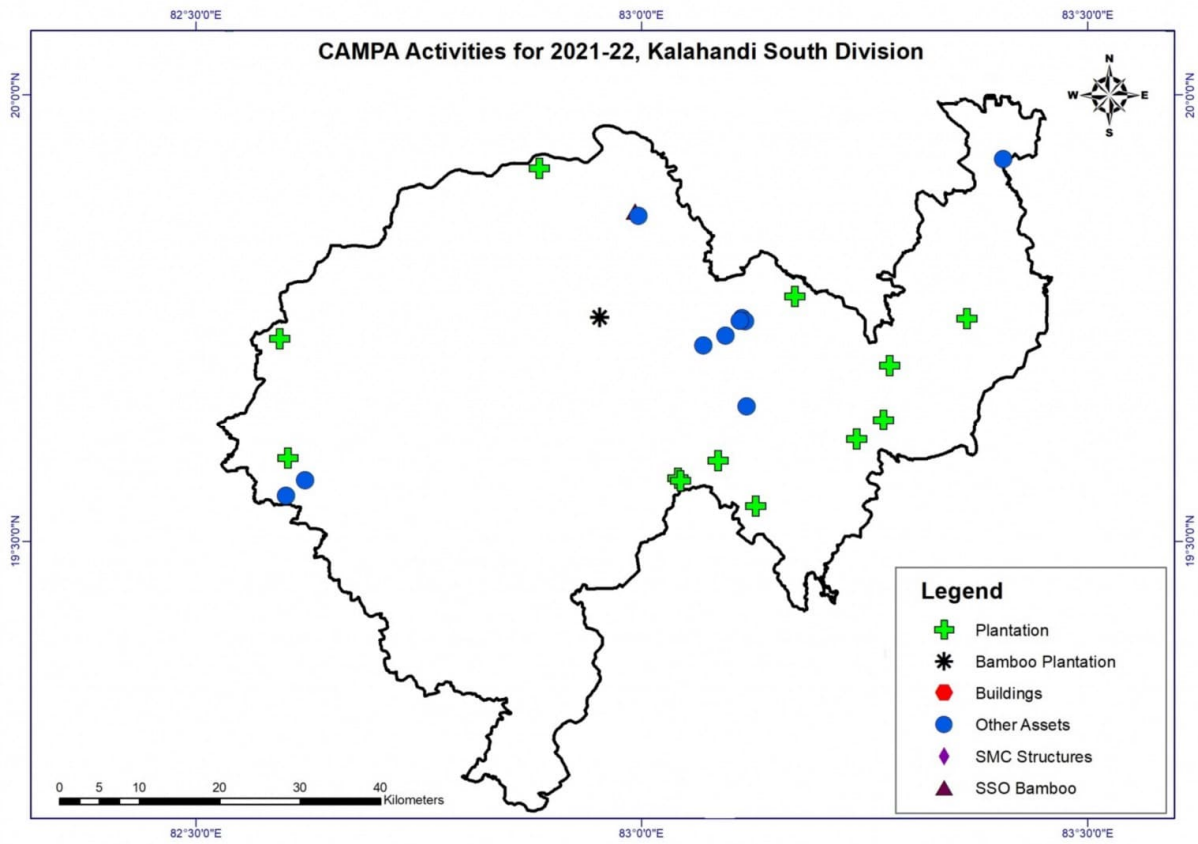 82°30'0"E 83°0'0"E 83°30'0"E
CAMPA Activities for 2021-22, Kalahandi South Division
N
W E
S
20°0'0"N 20°0'0"N
19°30'0"N 19°30'0"N
Legend
Plantation
Bamboo Plantation
Buildings
Other Assets
SMC Structures
SSO Bamboo
0 5 10 20 30 40
Kilometers
82°30'0"E 83°0'0"E 83°30'0"E